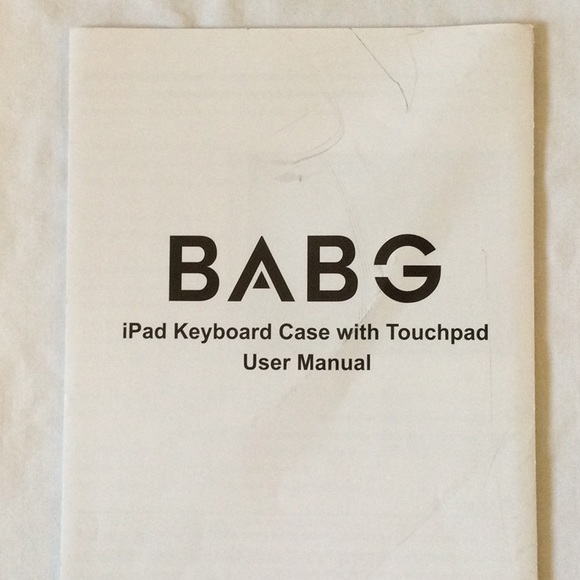 BABG
iPad Keyboard Case with Touchpad
User Manual